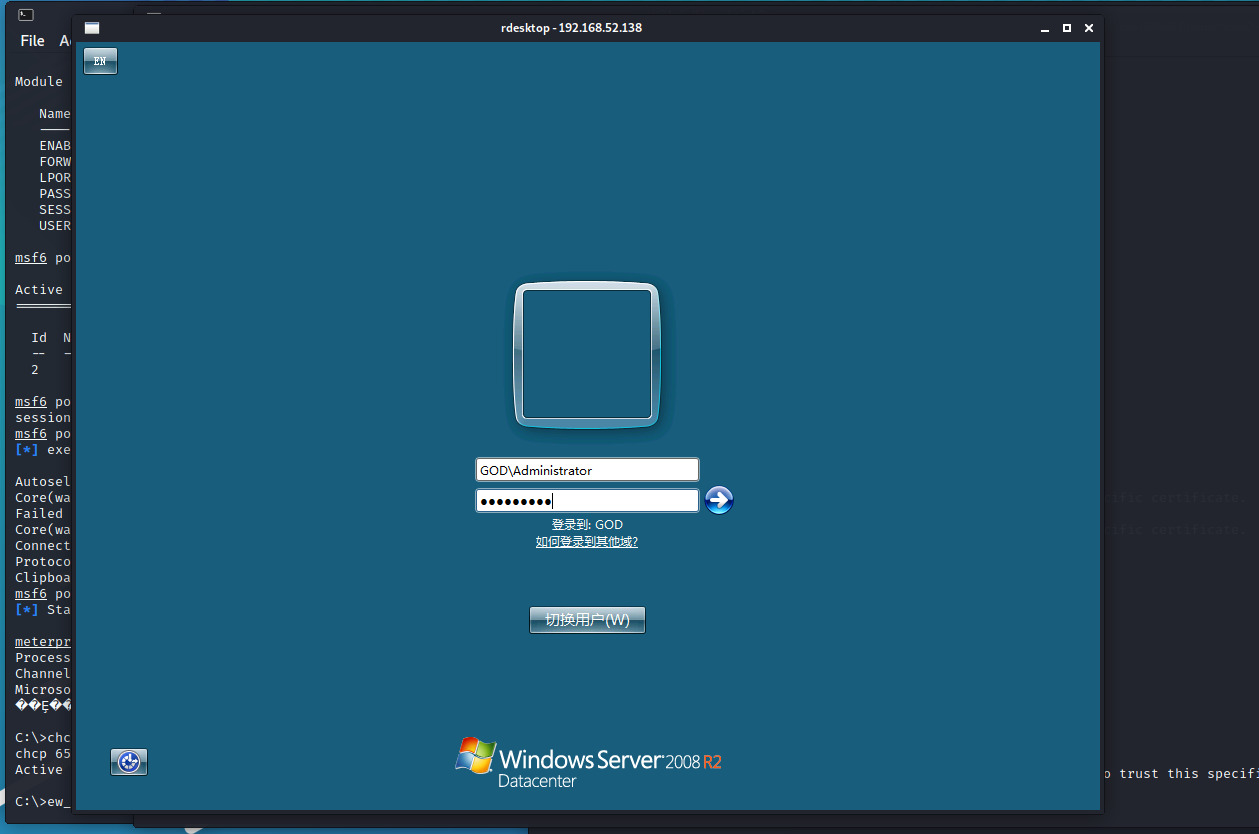 rdesktop - 192.168.52.138
File
EN
Module
Name
ENAB
FORW
LPOR
PASS
SESS
USER
msf6 po
Active
Id N
-- -
2
msf6 po
session
msf6 po
[*] exe
Autosel
Core(wa
Failed
Core(wa
Connect
Protoco
Clipboa
msf6 po
[*] Sta
meterpr
Process
Channel
Microso
C:\>chc
chcp 65
Active
C:\>ew_
GOD\Administrator
登录到: GOD
如何登录到其他域?
切换用户(W)
Windows Server 2008 R2
Datacenter
ific certificate.
ific certificate.
o trust this specifi